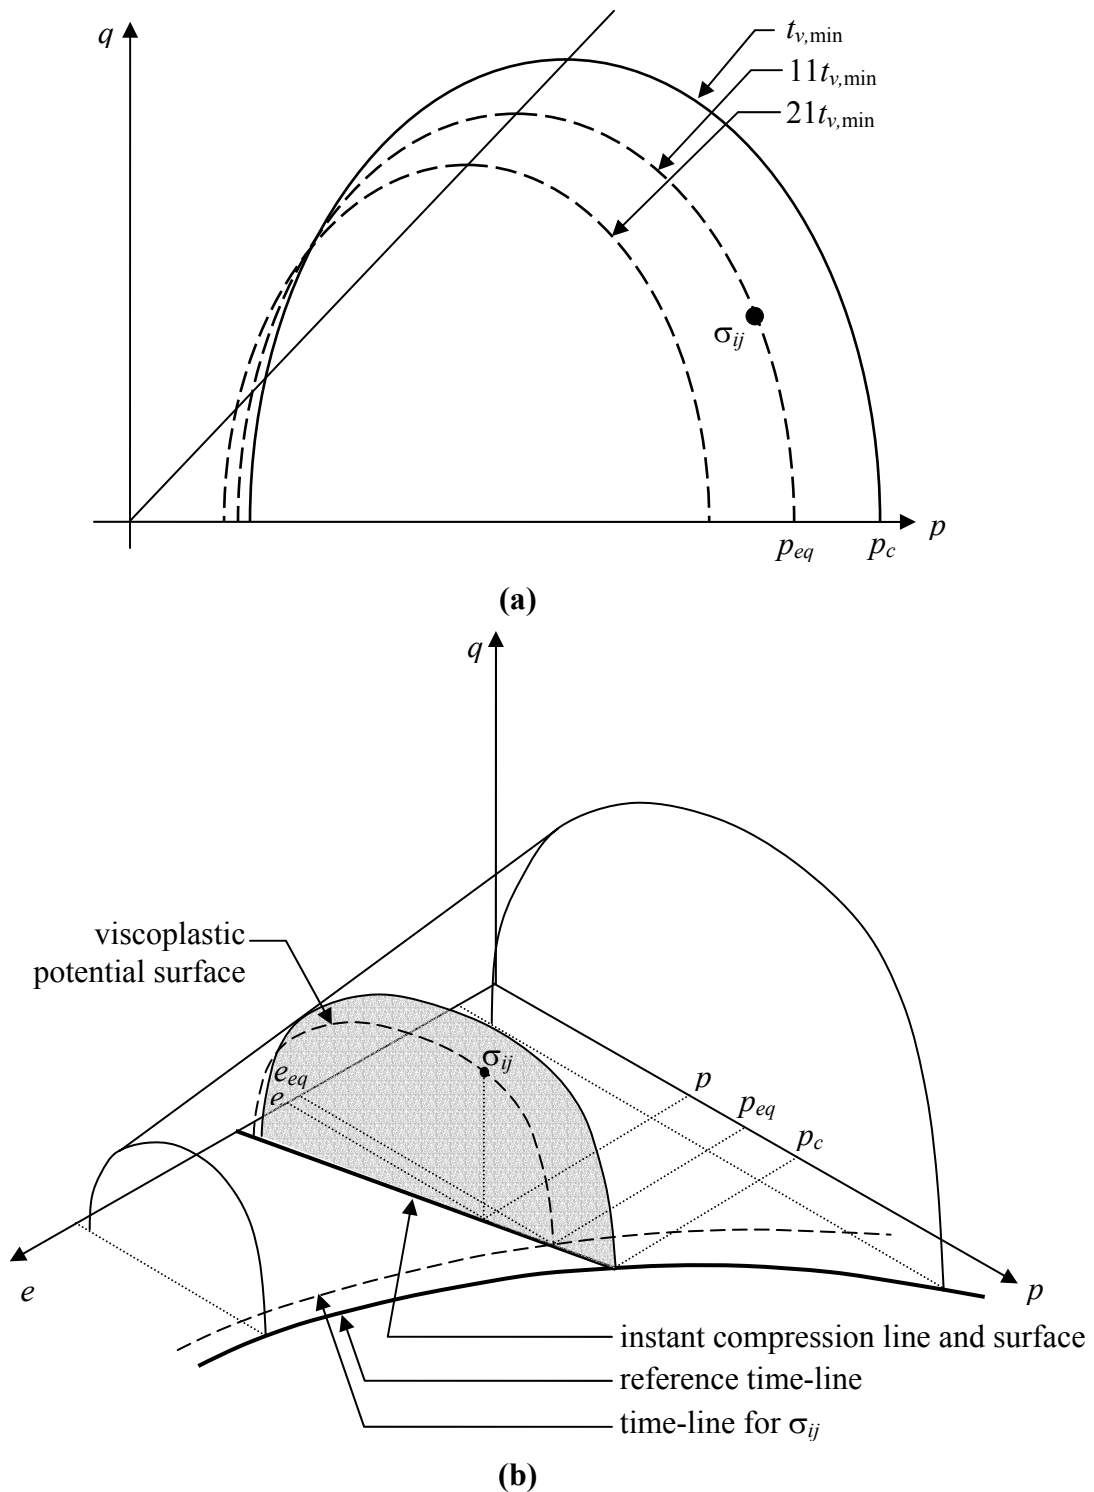 q
t_{v,min}
11t_{v,min}
21t_{v,min}
σ_{ij}
p
p_{eq} p_c
(a)
q
viscoplastic
potential surface
σ_{ij}
e_{eq}
e
p
p_{eq}
p_c
e
p
instant compression line and surface
reference time-line
time-line for σ_{ij}
(b)